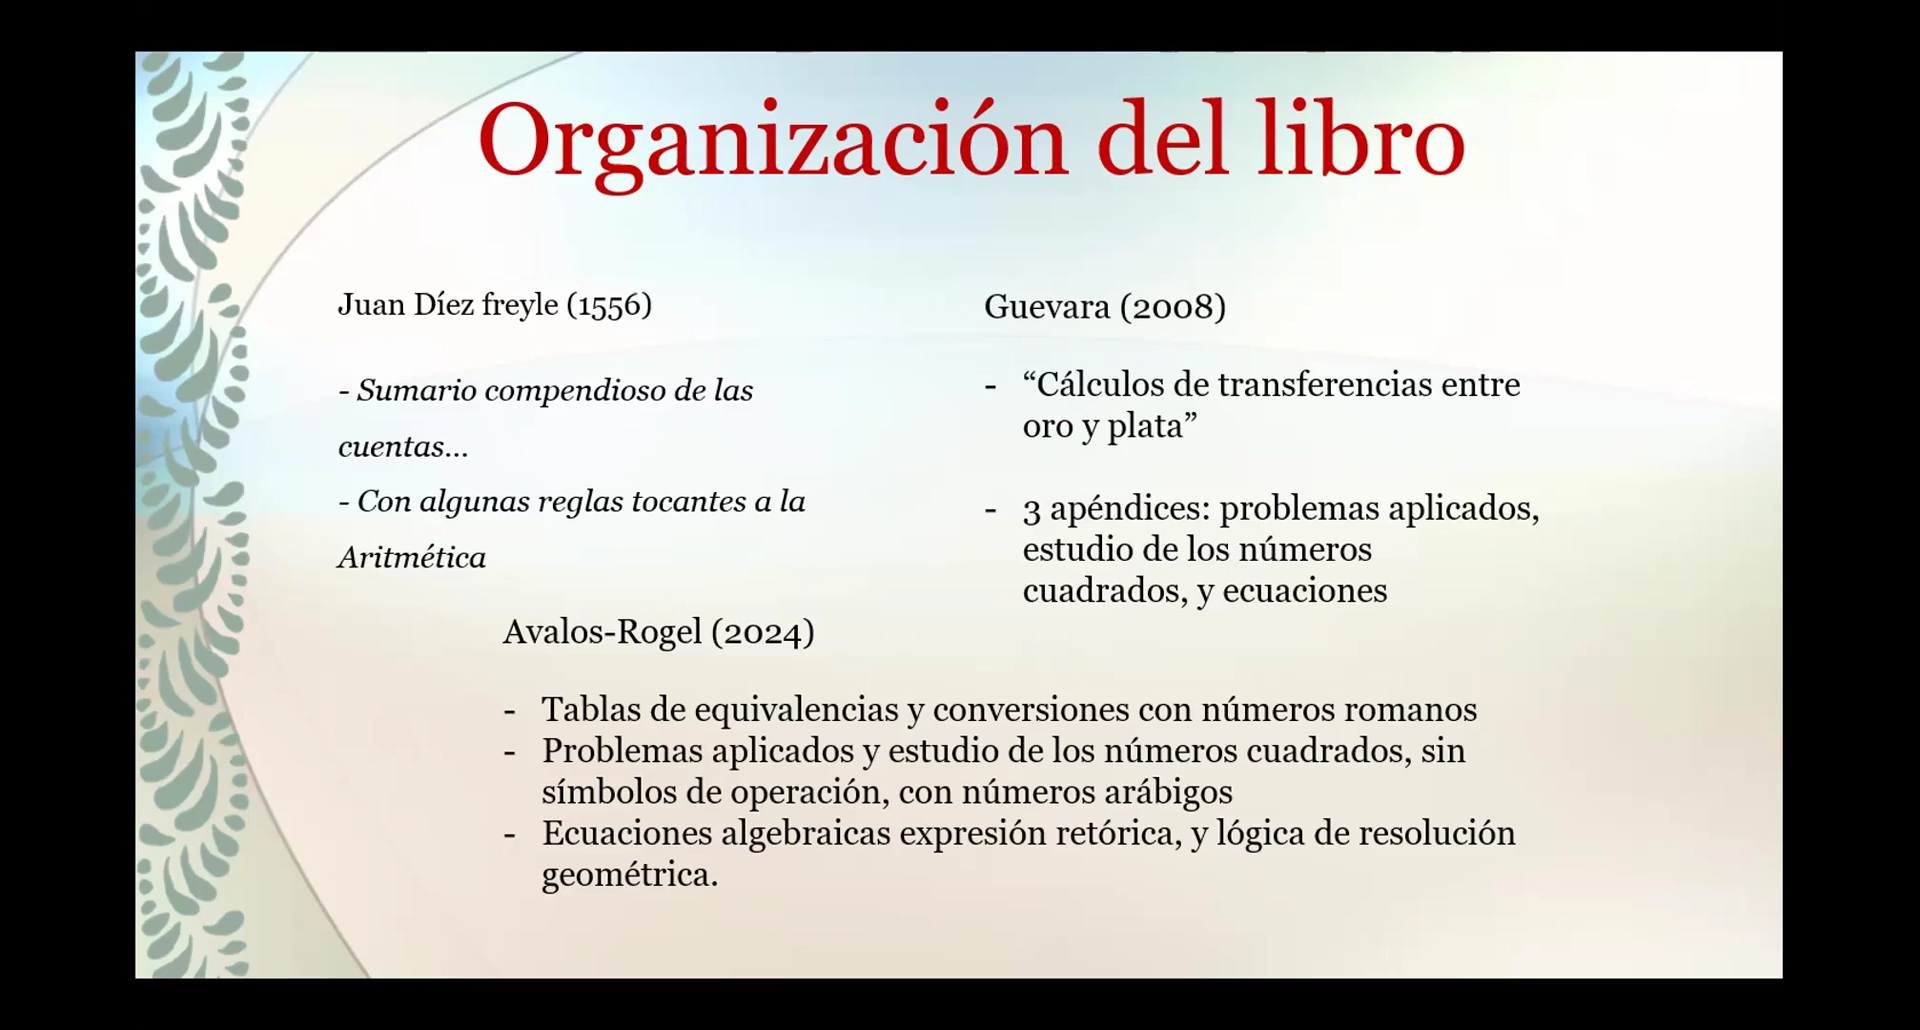 Organización del libro
Juan Díez freyle (1556)
- Sumario compendioso de las
cuentas...
- Con algunas reglas tocantes a la
Aritmética
Guevara (2008)
- “Cálculos de transferencias entre
oro y plata”
- 3 apéndices: problemas aplicados,
estudio de los números
cuadrados, y ecuaciones
Avalos-Rogel (2024)
- Tablas de equivalencias y conversiones con números romanos
- Problemas aplicados y estudio de los números cuadrados, sin
símbolos de operación, con números arábigos
- Ecuaciones algebraicas expresión retórica, y lógica de resolución
geométrica.